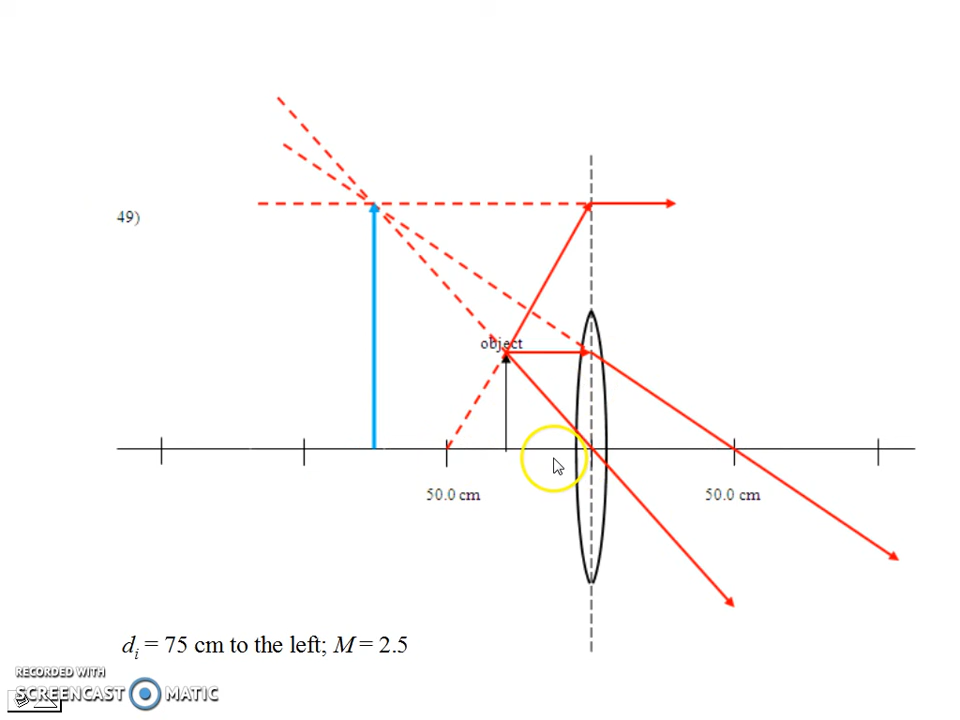 49)
object
50.0 cm
50.0 cm
dᵢ = 75 cm to the left; M = 2.5
RECORDED WITH
SCREENCAST MATIC